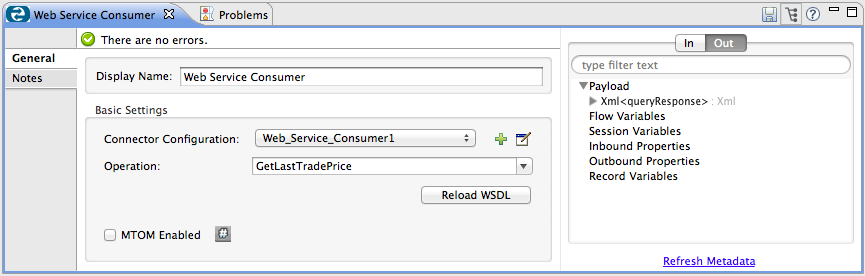 Web Service Consumer
Problems
There are no errors.
General
Notes
Display Name: Web Service Consumer
Basic Settings
Connector Configuration: Web_Service_Consumer1
Operation: GetLastTradePrice
Reload WSDL
MTOM Enabled
#
In Out
type filter text
Payload
Xml<queryResponse> : Xml
Flow Variables
Session Variables
Inbound Properties
Outbound Properties
Record Variables
Refresh Metadata